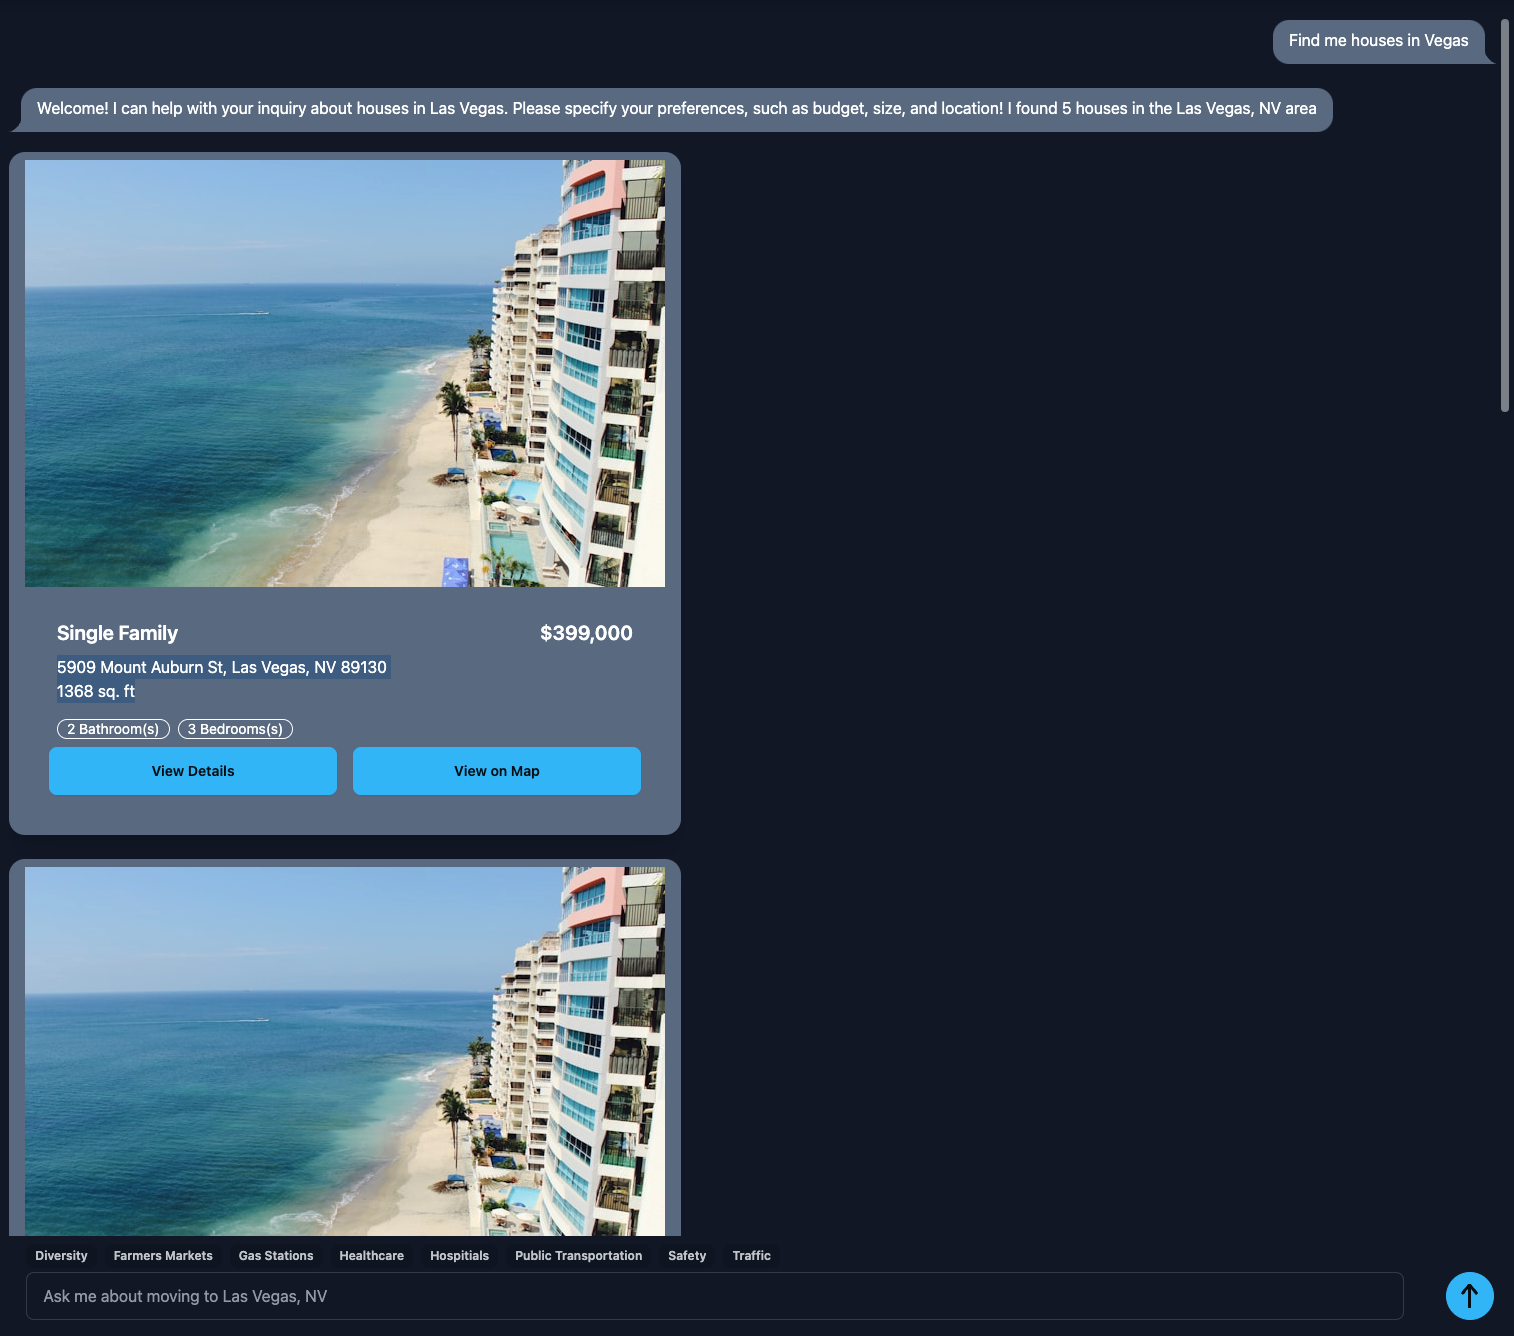 Find me houses in Vegas
Welcome! I can help with your inquiry about houses in Las Vegas. Please specify your preferences, such as budget, size, and location! I found 5 houses in the Las Vegas, NV area
Single Family
$399,000
5909 Mount Auburn St, Las Vegas, NV 89130
1368 sq. ft
2 Bathroom(s)
3 Bedrooms(s)
View Details
View on Map
Diversity
Farmers Markets
Gas Stations
Healthcare
Hospitials
Public Transportation
Safety
Traffic
Ask me about moving to Las Vegas, NV